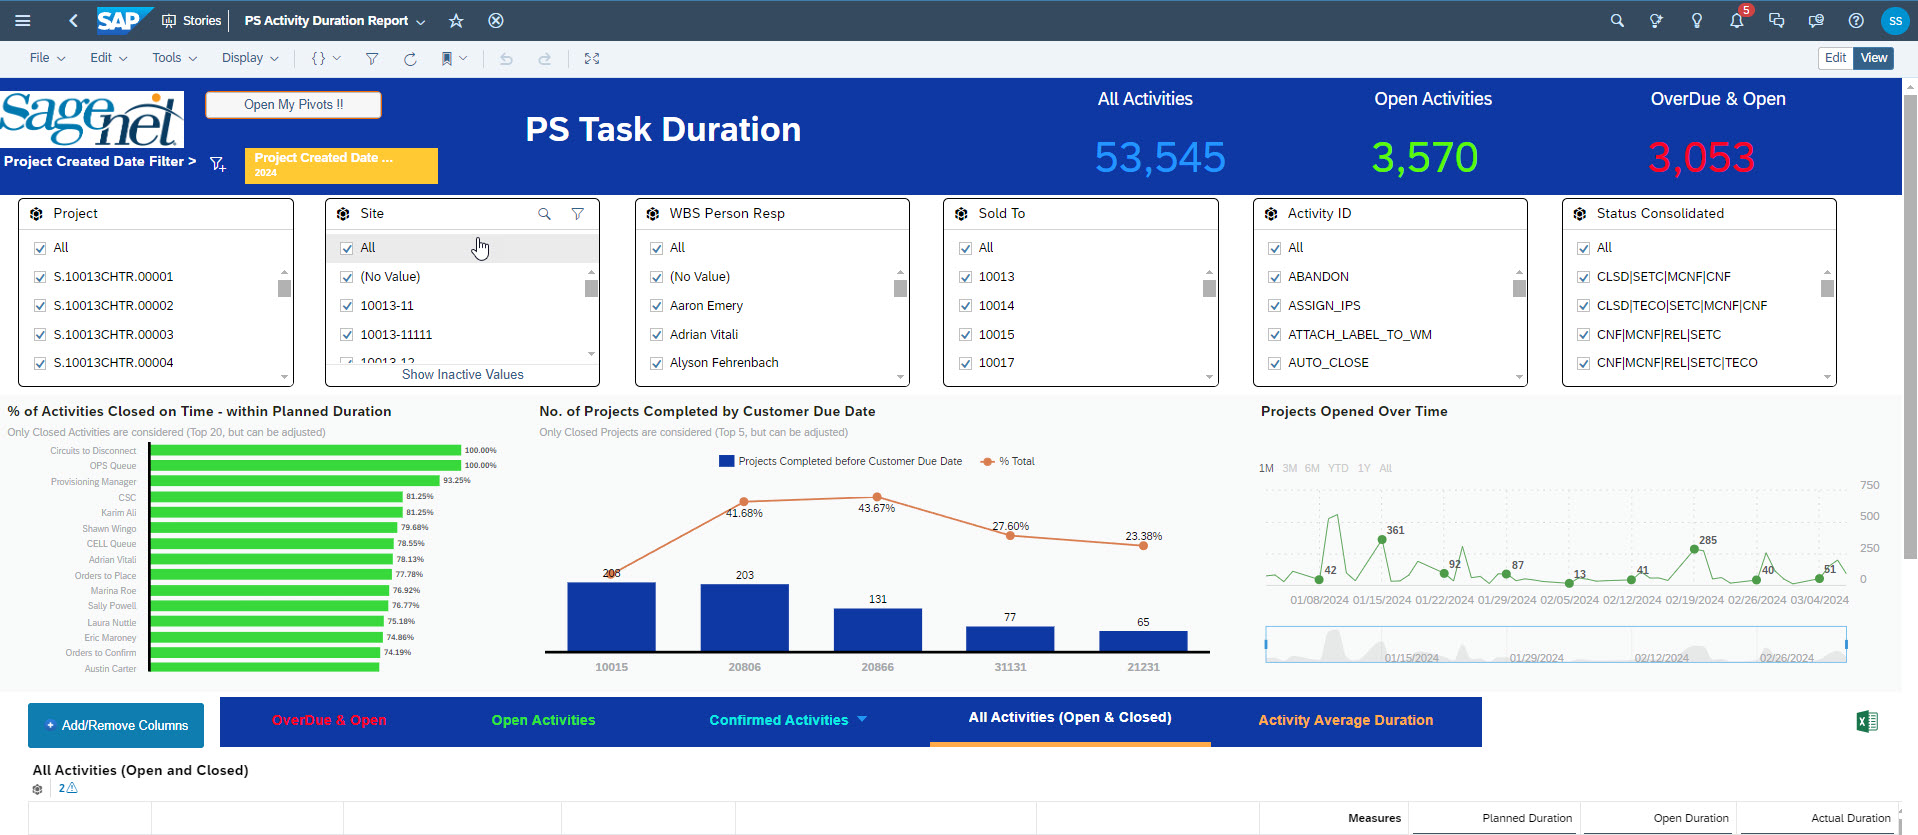 SAP Stories PS Activity Duration Report 5 SS
File Edit Tools Display { } Edit View
Sagenet
Open My Pivots !!
Project Created Date Filter >
Project Created Date ...
2024
PS Task Duration
All Activities
53,545
Open Activities
3,570
OverDue & Open
3,053
Project
All
S.10013CHTR.00001
S.10013CHTR.00002
S.10013CHTR.00003
S.10013CHTR.00004
Site
All
(No Value)
10013-11
10013-11111
10013-12
Show Inactive Values
WBS Person Resp
All
(No Value)
Aaron Emery
Adrian Vitali
Alyson Fehrenbach
Sold To
All
10013
10014
10015
10017
Activity ID
All
ABANDON
ASSIGN_IPS
ATTACH_LABEL_TO_WM
AUTO_CLOSE
Status Consolidated
All
CLSD|SETC|MCNF|CNF
CLSD|TECO|SETC|MCNF|CNF
CNF|MCNF|REL|SETC
CNF|MCNF|REL|SETC|TECO
% of Activities Closed on Time - within Planned Duration
Only Closed Activities are considered (Top 20, but can be adjusted)
Circuits to Disconnect 100.00%
OPS Queue 100.00%
Provisioning Manager 93.25%
CSC 81.25%
Karim Ali 81.25%
Shawn Wingo 79.68%
CELL Queue 78.55%
Adrian Vitali 78.13%
Orders to Place 77.78%
Marina Roe 76.92%
Sally Powell 76.77%
Laura Nuttle 75.18%
Eric Maroney 74.86%
Orders to Confirm 74.19%
Austin Carter
No. of Projects Completed by Customer Due Date
Only Closed Projects are considered (Top 5, but can be adjusted)
Projects Completed before Customer Due Date % Total
41.68% 43.67% 27.60% 23.38%
208 203 131 77 65
10015 20806 20866 31131 21231
Projects Opened Over Time
1M 3M 6M YTD 1Y All
750
500
250
0
42 361 92 87 13 41 285 40 51
01/08/2024 01/15/2024 01/22/2024 01/29/2024 02/05/2024 02/12/2024 02/19/2024 02/26/2024 03/04/2024
01/15/2024 01/29/2024 02/12/2024 02/26/2024
+ Add/Remove Columns
OverDue & Open Open Activities Confirmed Activities All Activities (Open & Closed) Activity Average Duration
All Activities (Open and Closed)
2
Measures Planned Duration Open Duration Actual Duration